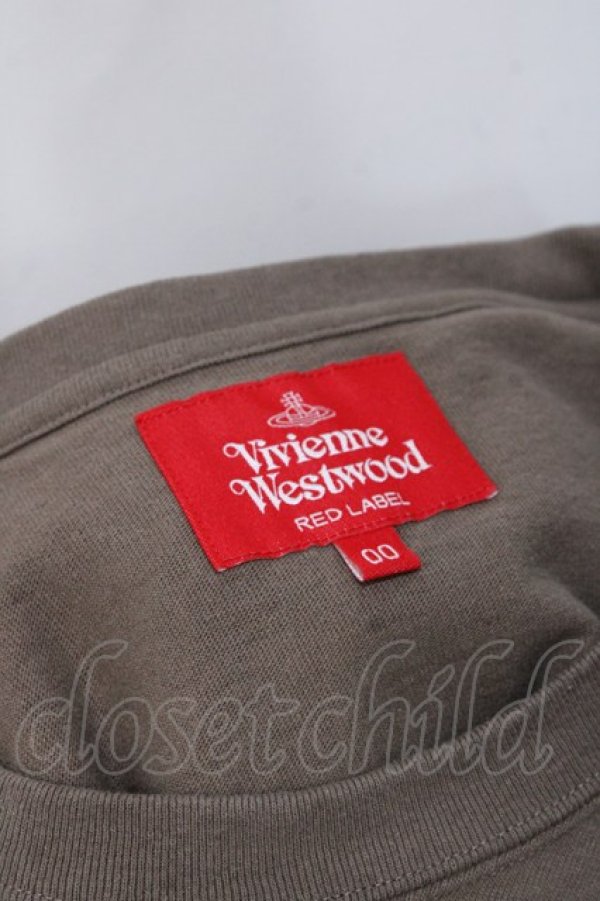 Vivienne
Westwood
RED LABEL
00
closetchild